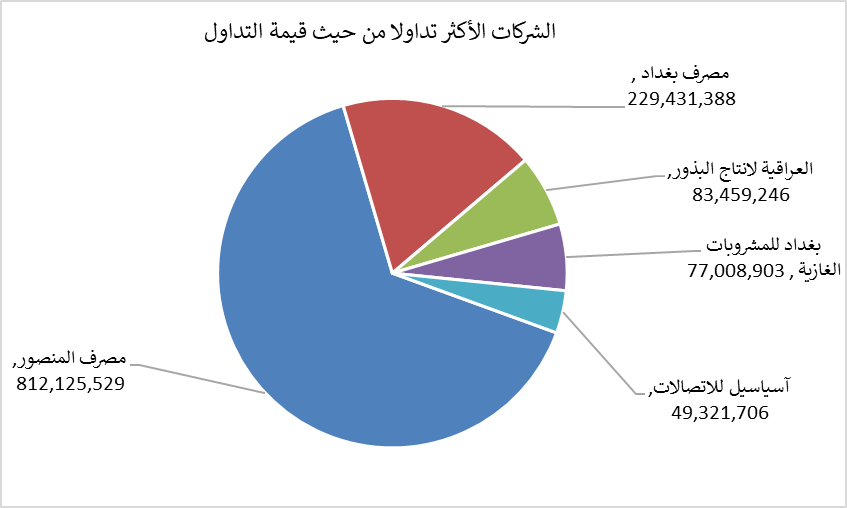 الشركات الأكثر تداولا من حيث قيمة التداول
مصرف بغداد ,
229,431,388
العراقية لانتاج البذور,
83,459,246
بغداد للمشروبات
الغازية , 77,008,903
آسياسيل للاتصالات,
49,321,706
مصرف المنصور,
812,125,529